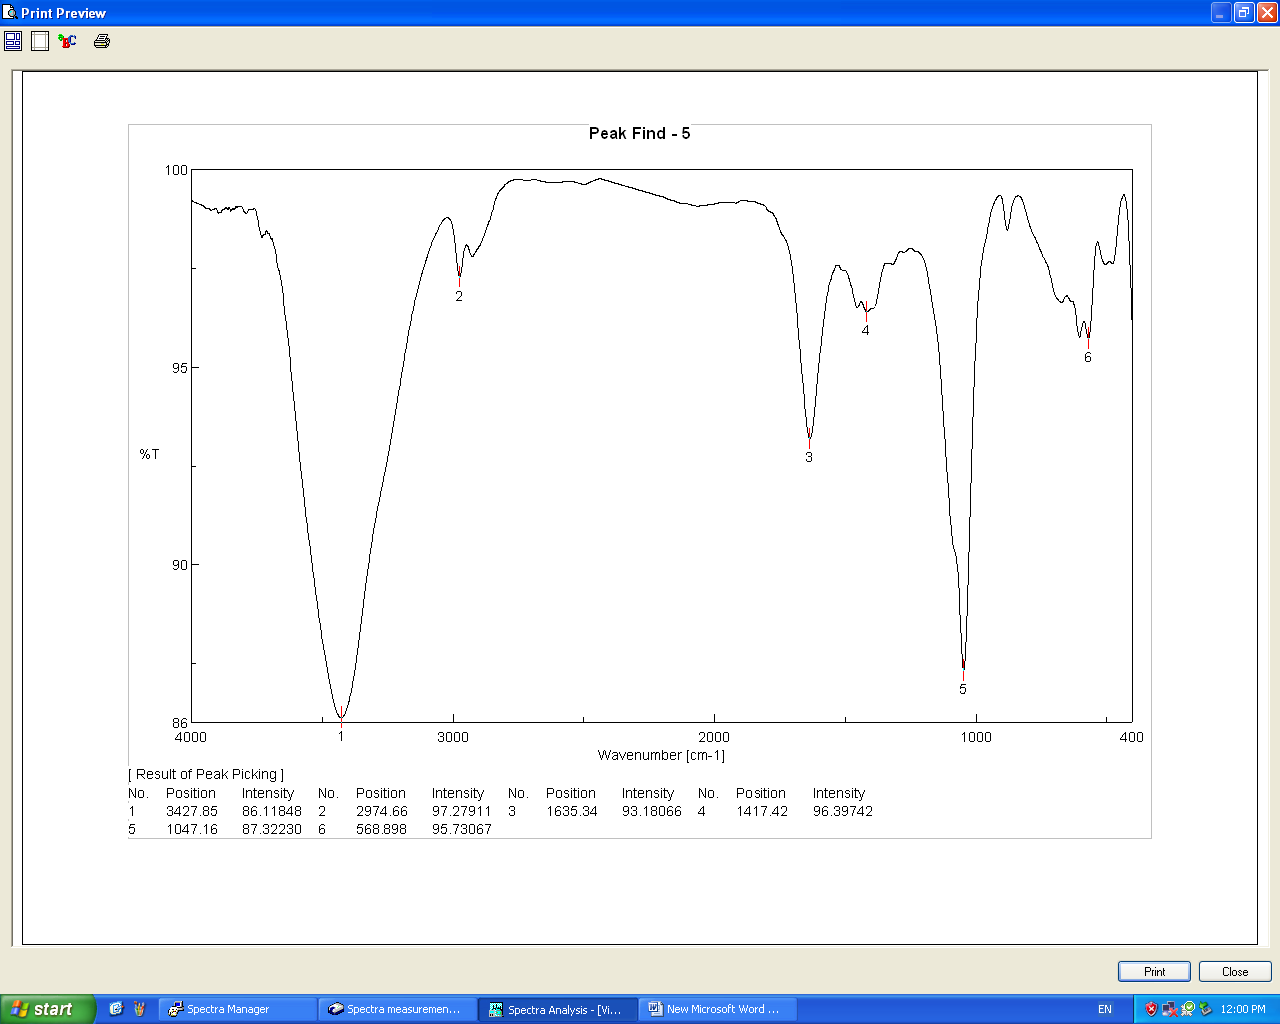 Print Preview
Peak Find - 5
100
95
%T
90
86
1
2
3
4
5
6
4000 3000 2000 1000 400
Wavenumber [cm-1]
[ Result of Peak Picking ]
No. Position Intensity No. Position Intensity No. Position Intensity No. Position Intensity
1 3427.85 86.11848 2 2974.66 97.27911 3 1635.34 93.18066 4 1417.42 96.39742
5 1047.16 87.32230 6 568.898 95.73067
Print Close
start Spectra Manager Spectra measuremen... Spectra Analysis - [Vi... New Microsoft Word ... EN 12:00 PM